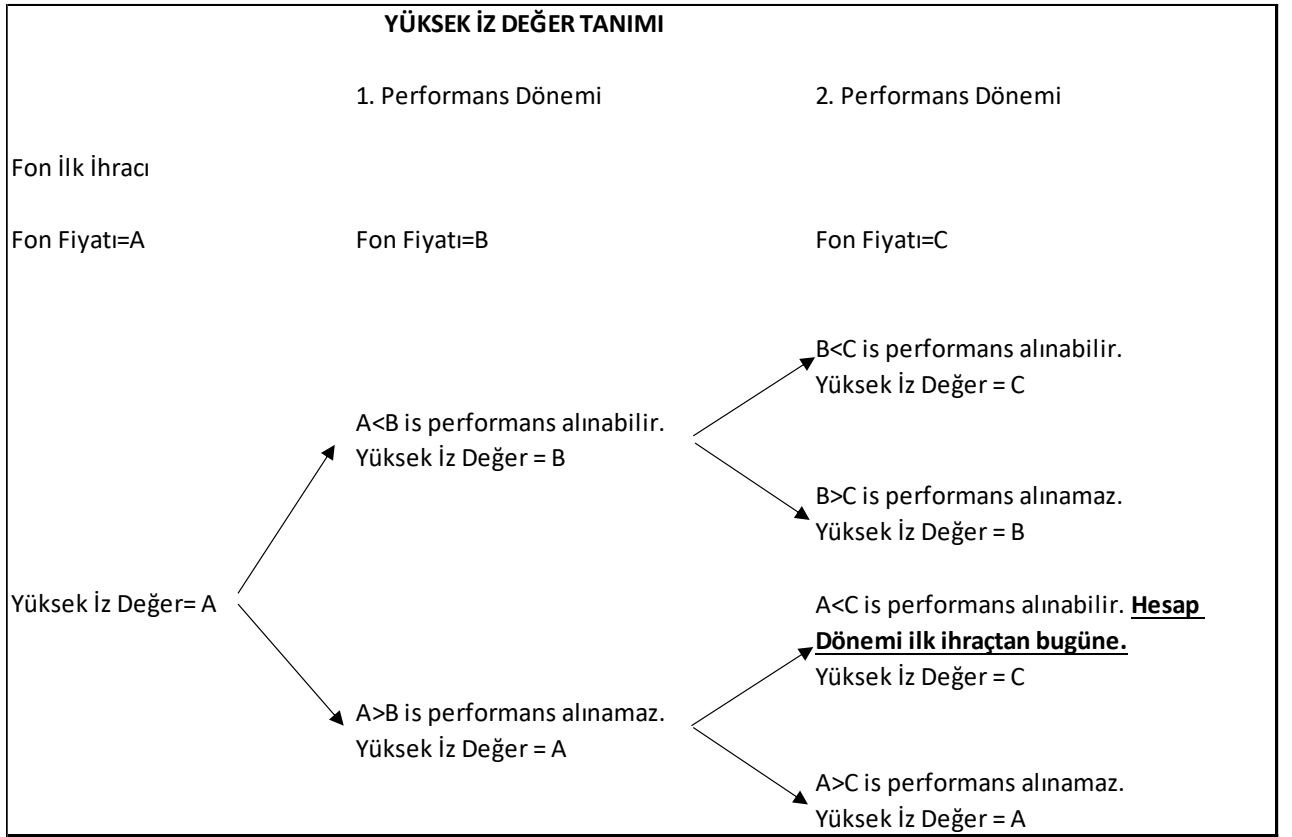 YÜKSEK İZ DEĞER TANIMI
1. Performans Dönemi
2. Performans Dönemi
Fon İlk İhracı
Fon Fiyatı=A
Fon Fiyatı=B
Fon Fiyatı=C
B<C is performans alınabilir.
Yüksek İz Değer = C
A<B is performans alınabilir.
Yüksek İz Değer = B
B>C is performans alınamaz.
Yüksek İz Değer = B
Yüksek İz Değer= A
A<C is performans alınabilir. Hesap
Dönemi ilk ihraçtan bugüne.
Yüksek İz Değer = C
A>B is performans alınamaz.
Yüksek İz Değer = A
A>C is performans alınamaz.
Yüksek İz Değer = A